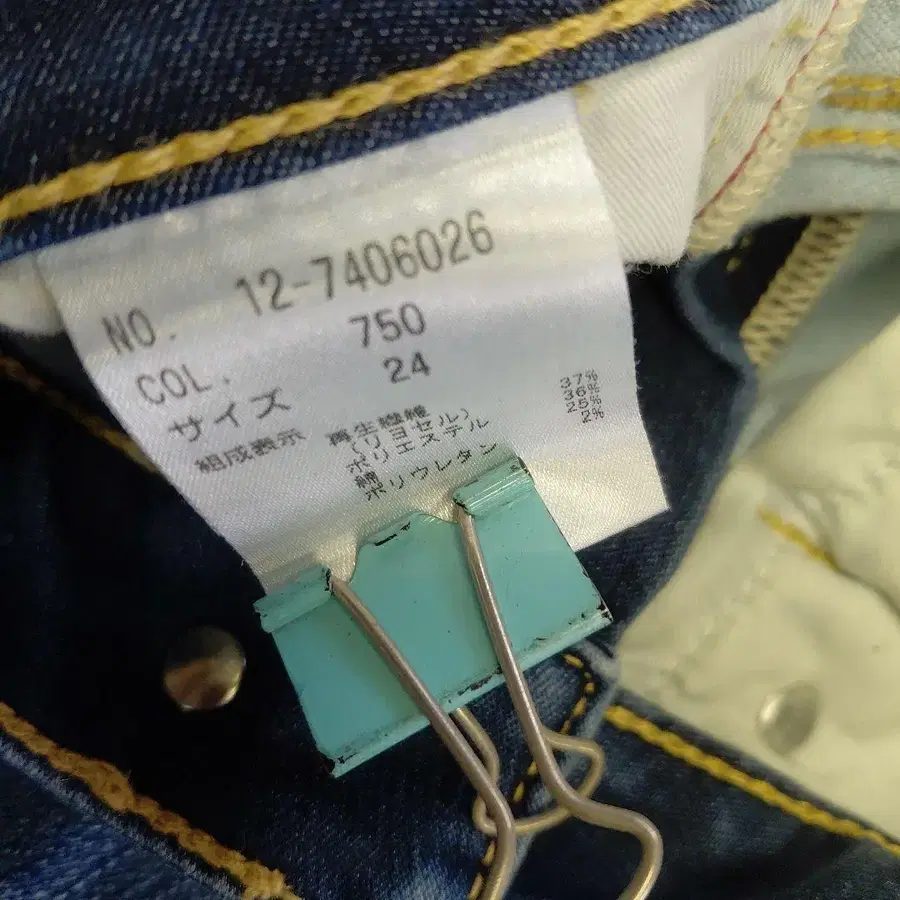 NO. 12-7406026
COL. 750
サイズ 24
組成表示 再生繊維 37%
(リヨセル)
ポリエステル 36%
綿 25%
ポリウレタン 2%